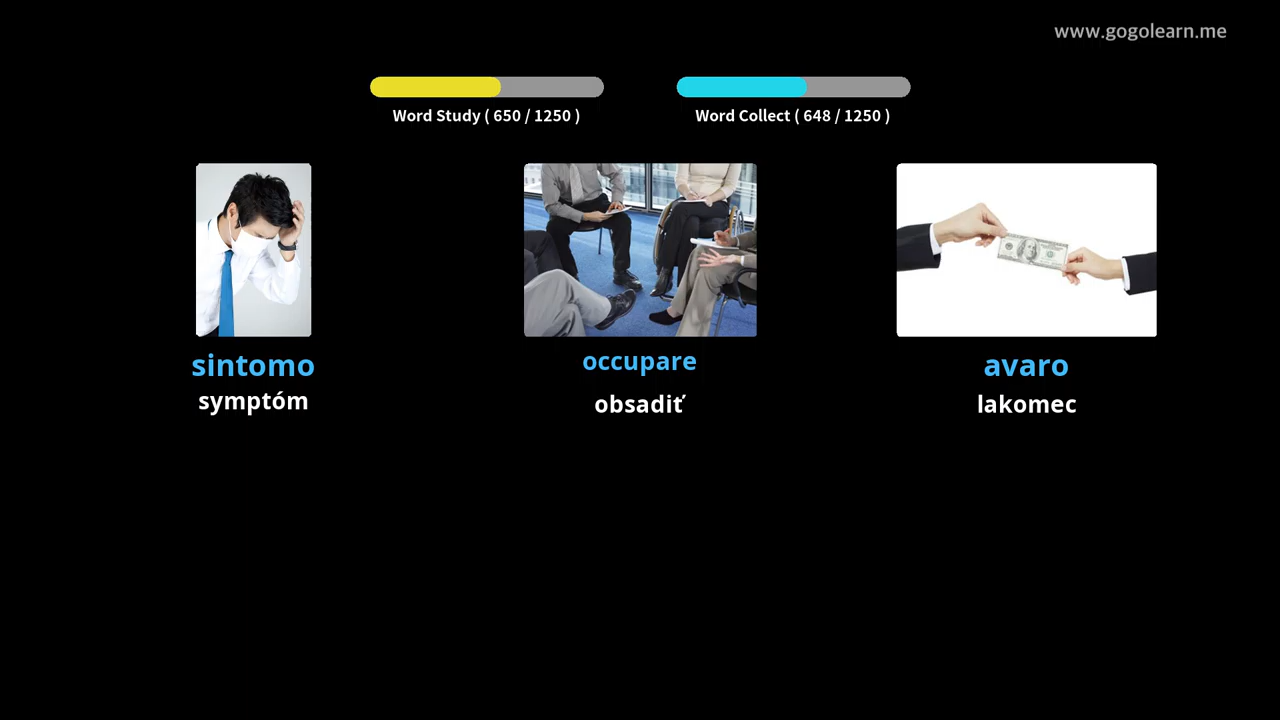 www.gogolearn.me
Word Study ( 650 / 1250 )
Word Collect ( 648 / 1250 )
sintomo
symptóm
occupare
obsadiť
avaro
lakomec